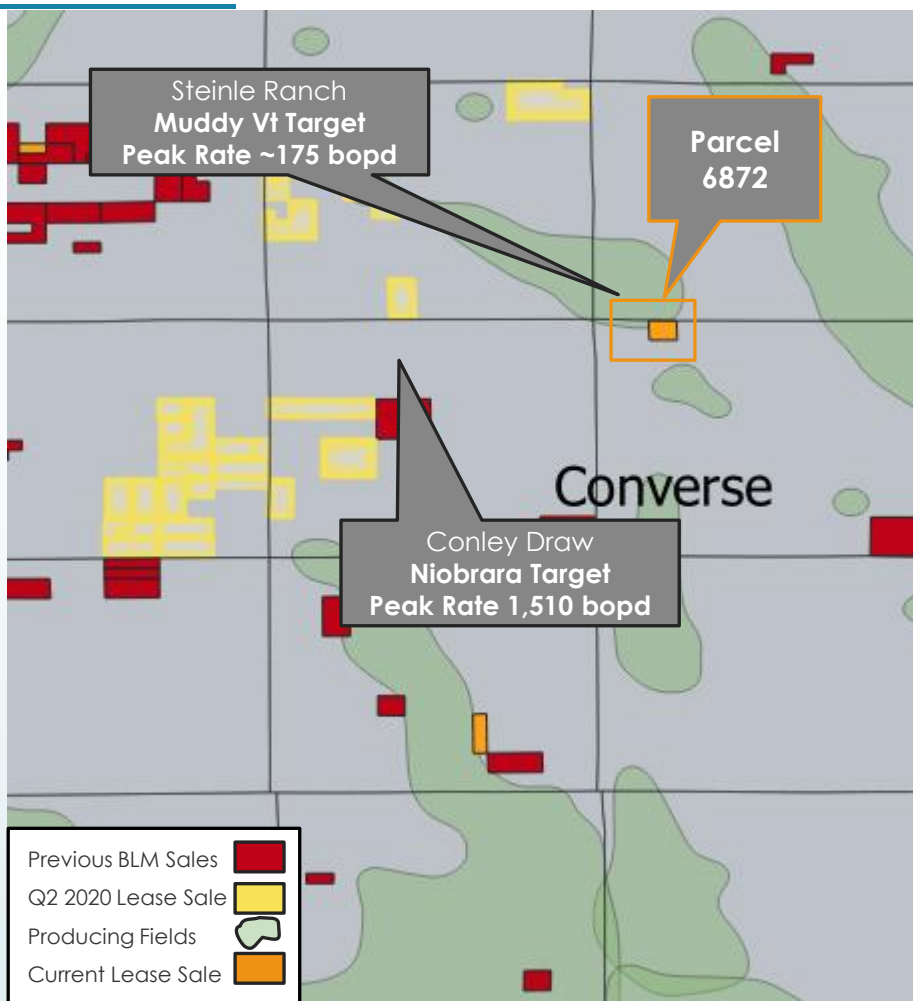 Steinle Ranch
Muddy Vt Target
Peak Rate ~175 bopd
Parcel
6872
Converse
Conley Draw
Niobrara Target
Peak Rate 1,510 bopd
Previous BLM Sales
Q2 2020 Lease Sale
Producing Fields
Current Lease Sale